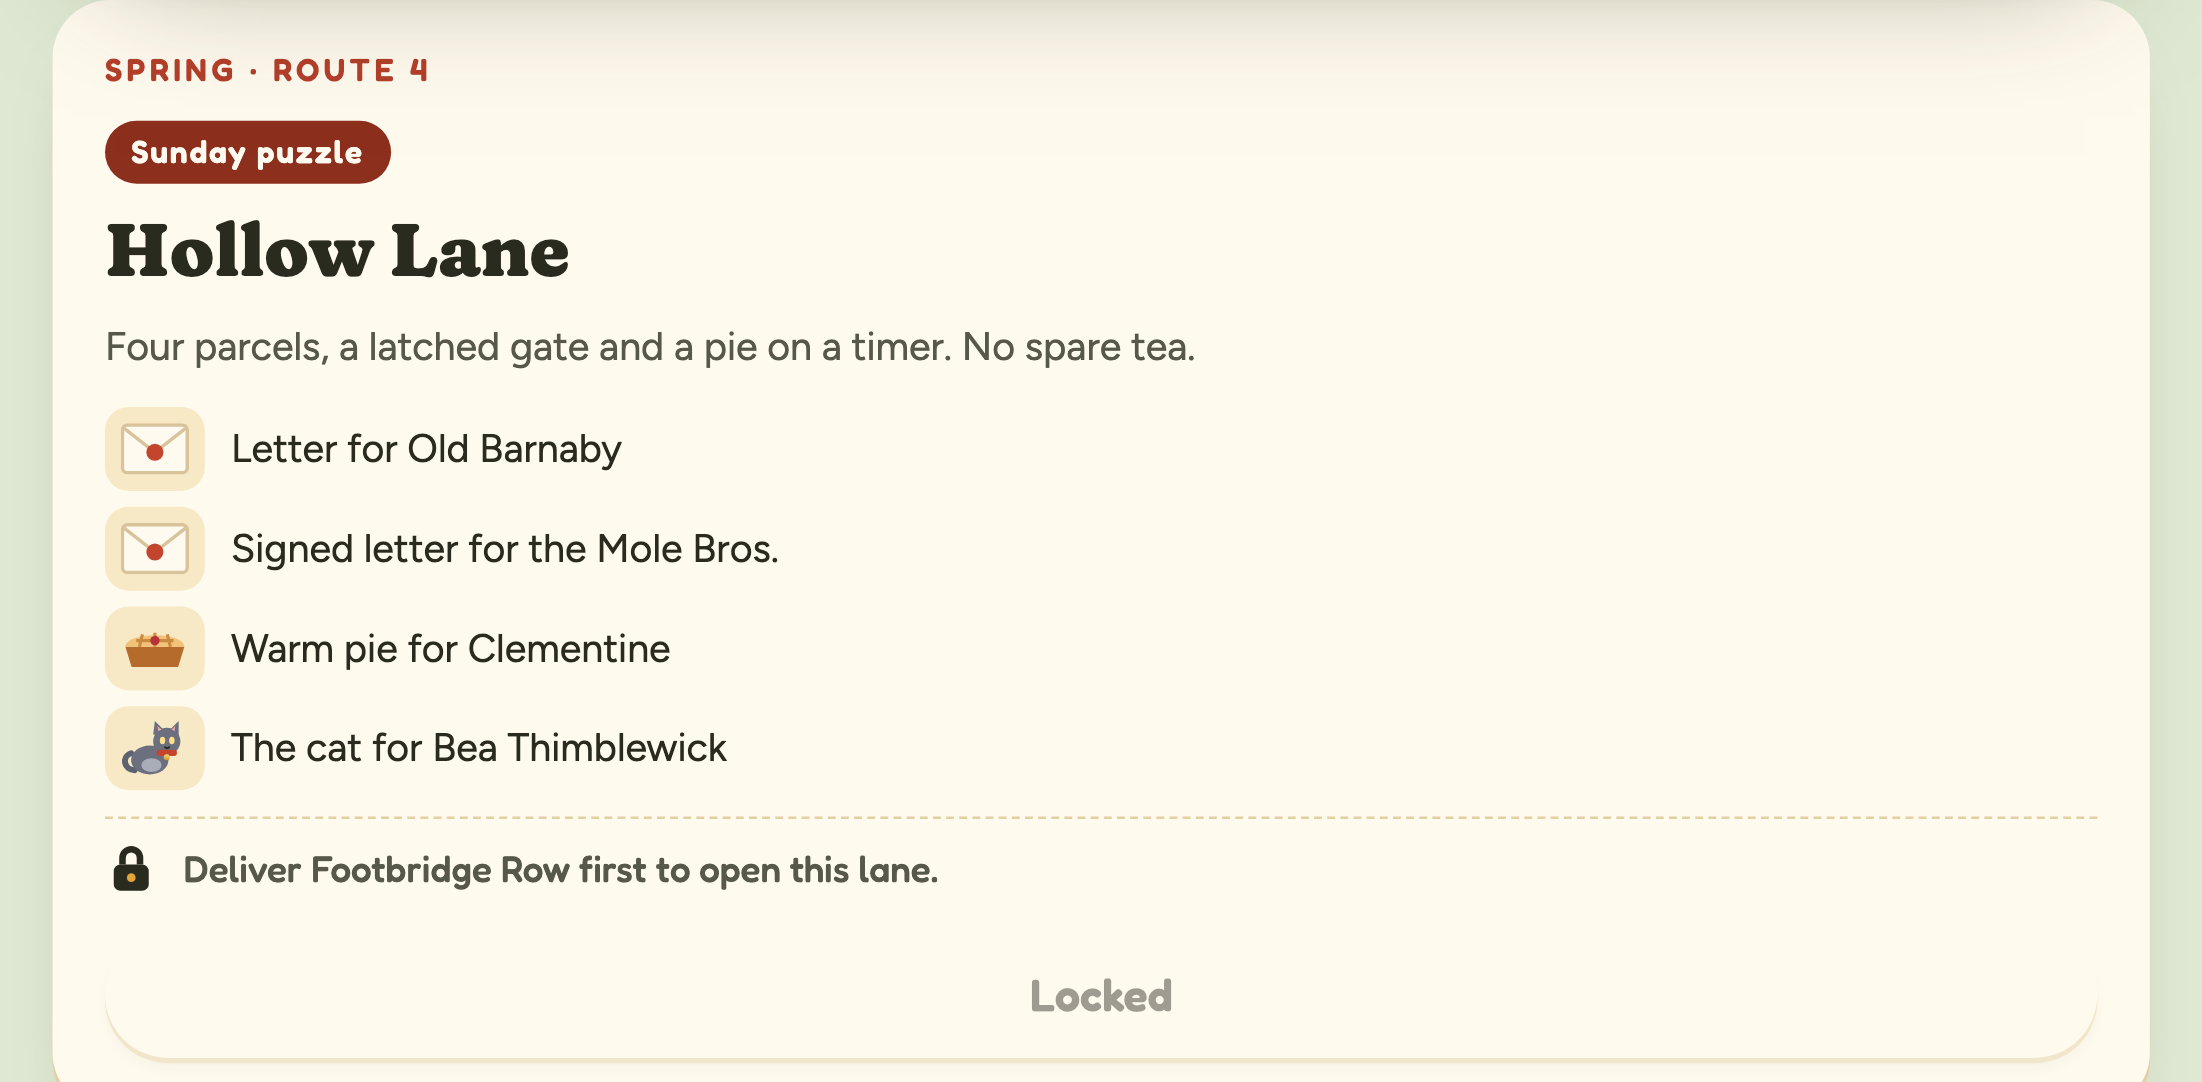 SPRING · ROUTE 4
Sunday puzzle
Hollow Lane
Four parcels, a latched gate and a pie on a timer. No spare tea.
Letter for Old Barnaby
Signed letter for the Mole Bros.
Warm pie for Clementine
The cat for Bea Thimblewick
Deliver Footbridge Row first to open this lane.
Locked